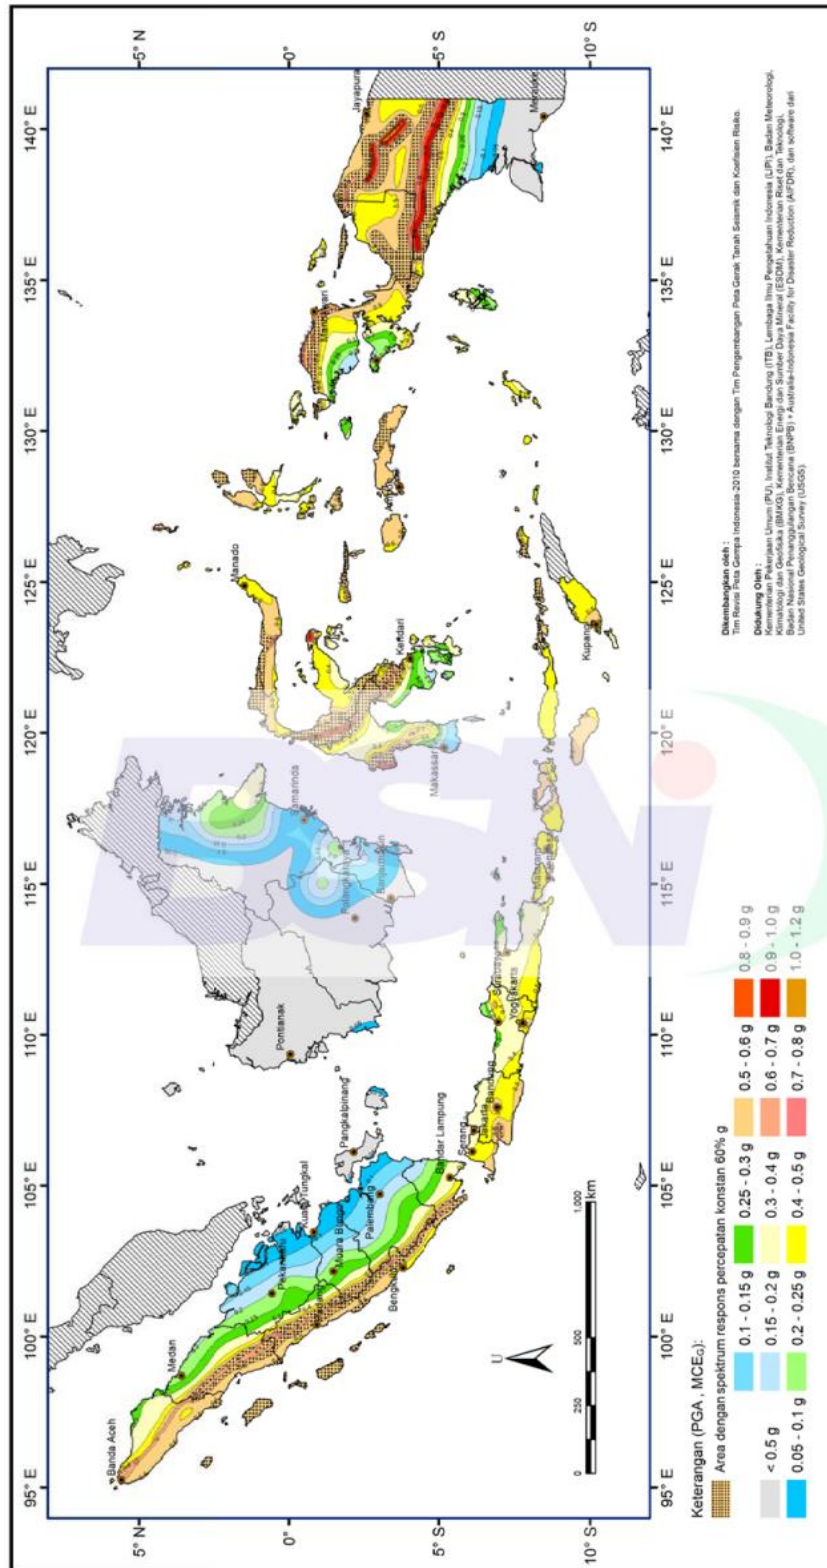 5° N
0°
5° S
10° S
95° E
100° E
105° E
110° E
115° E
120° E
125° E
130° E
135° E
140° E
Banda Aceh
Medan
Pekanbaru
Kuala Tungkal
Muara Bungo
Palembang
Bengkulu
Pangkalpinang
Bandar Lampung
Serang
Jakarta
Bandung
Yogyakarta
Surabaya
Pontianak
Palangkaraya
Banjarmasin
Samarinda
Makassar
Kendari
Manado
Kupang
Ambon
Manokwari
Jayapura
Merauke
BSNi
U
0
250
500
1,000
km
Keterangan (PGA , MCEG):
Area dengan spektrum respons percepatan konstan 60% g
< 0.5 g
0.05 - 0.1 g
0.1 - 0.15 g
0.15 - 0.2 g
0.2 - 0.25 g
0.25 - 0.3 g
0.3 - 0.4 g
0.4 - 0.5 g
0.5 - 0.6 g
0.6 - 0.7 g
0.7 - 0.8 g
0.8 - 0.9 g
0.9 - 1.0 g
1.0 - 1.2 g
Dikembangkan oleh :
Tim Revisi Peta Gempa Indonesia-2010 bersama dengan Tim Pengembangan Peta Gerak Tanah Seismik dan Koefisien Risiko.
Didukung Oleh :
Kementerian Pekerjaan Umum (PU), Institut Teknologi Bandung (ITB), Lembaga Ilmu Pengetahuan Indonesia (LIPI), Badan Meteorologi,
Klimatologi dan Geofisika (BMKG), Kementerian Energi dan Sumber Daya Mineral (ESDM), Kementerian Riset dan Teknologi,
Badan Nasional Penanggulangan Bencana (BNPB) + Australia-Indonesia Facility for Disaster Reduction (AIFDR), dan software dari
United States Geological Survey (USGS).